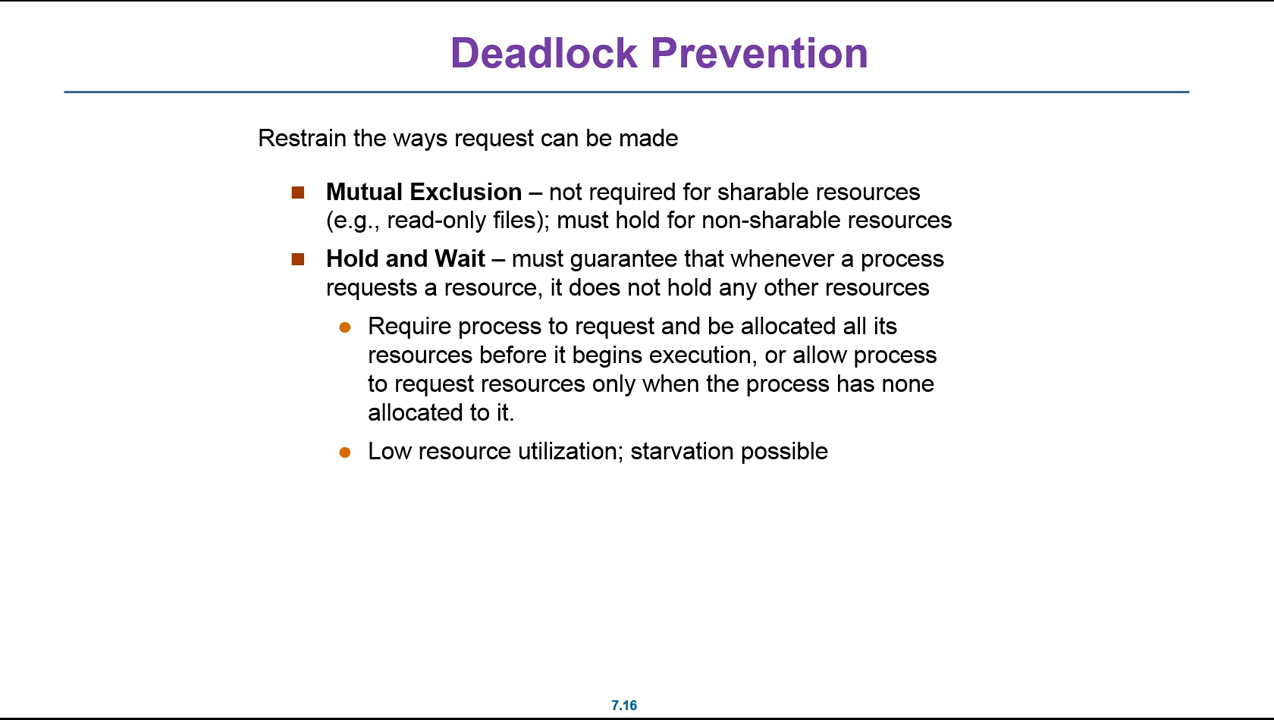 Deadlock Prevention
Restrain the ways request can be made
Mutual Exclusion – not required for sharable resources
(e.g., read-only files); must hold for non-sharable resources
Hold and Wait – must guarantee that whenever a process
requests a resource, it does not hold any other resources
Require process to request and be allocated all its
resources before it begins execution, or allow process
to request resources only when the process has none
allocated to it.
Low resource utilization; starvation possible
7.16